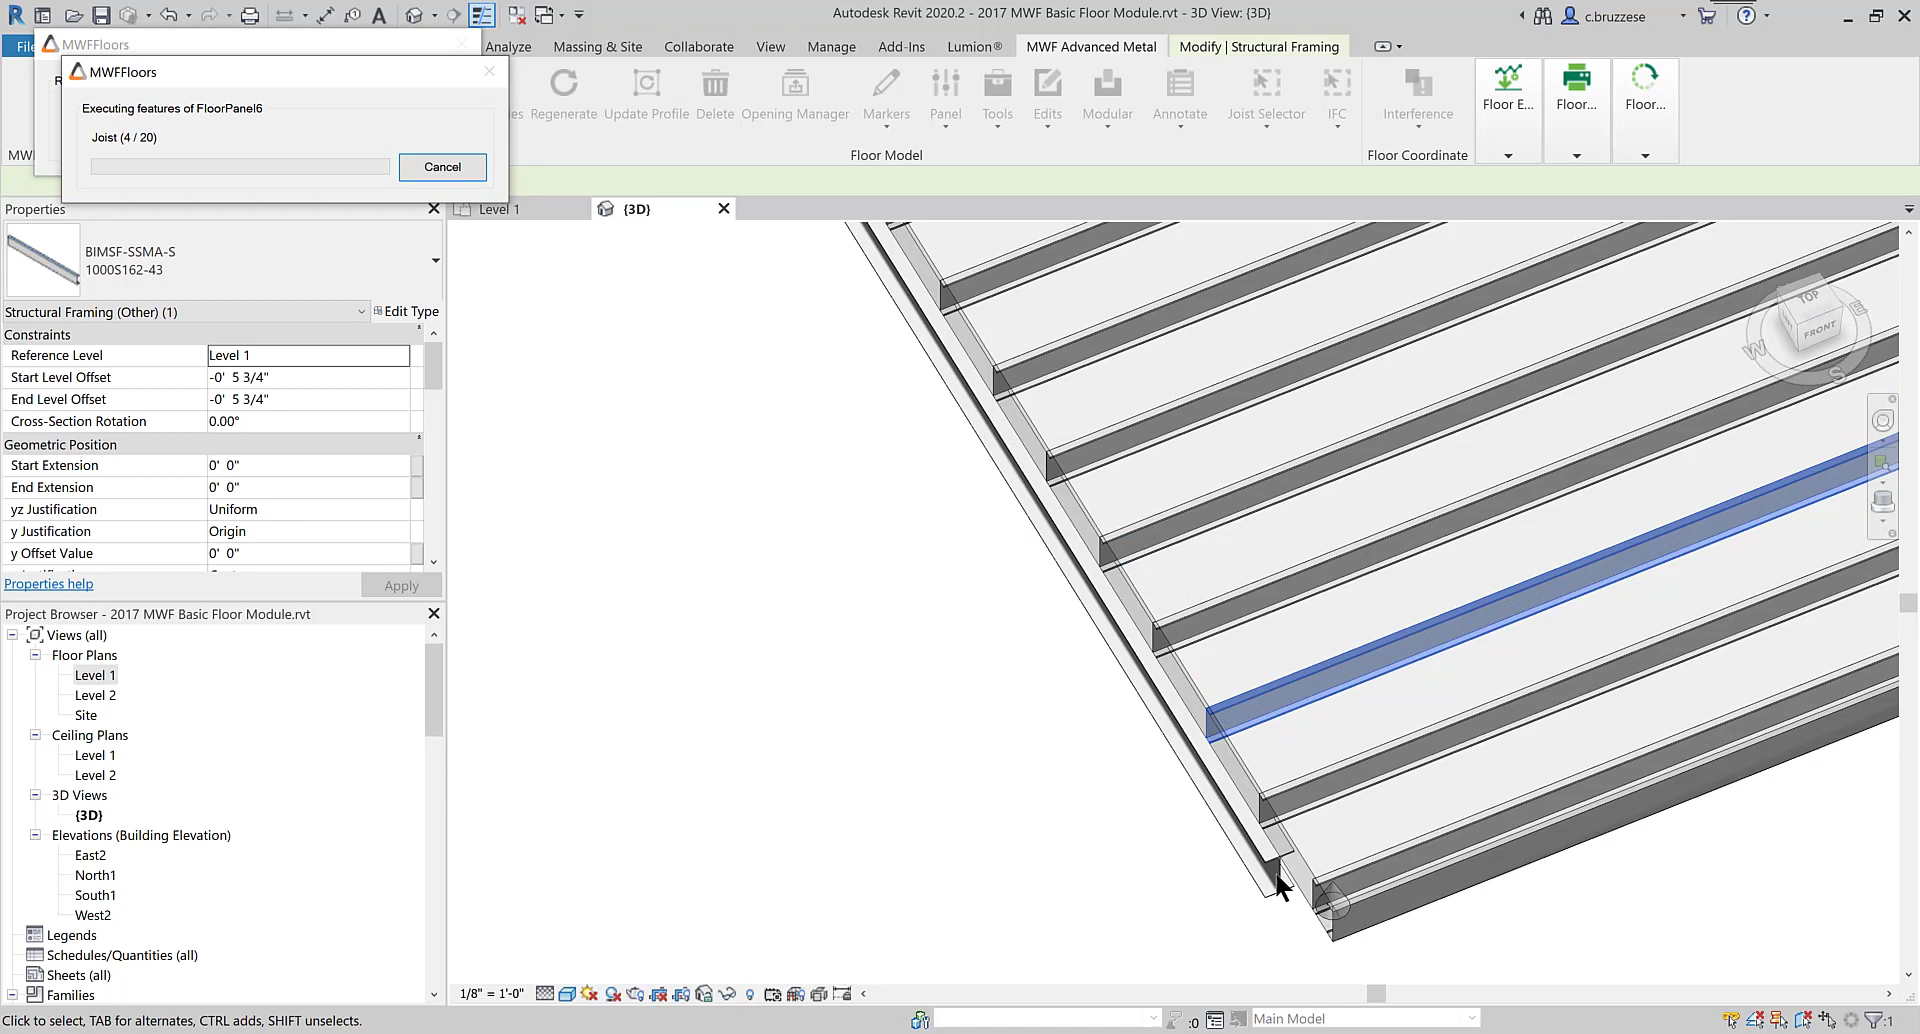 Autodesk Revit 2020.2 - 2017 MWF Basic Floor Module.rvt - 3D View: {3D}
c.bruzzese
File
MWFFloors
Analyze
Massing & Site
Collaborate
View
Manage
Add-Ins
Lumion®
MWF Advanced Metal
Modify | Structural Framing
MWFFloors
Executing features of FloorPanel6
Joist (4 / 20)
Cancel
Regenerate
Update Profile
Delete
Opening Manager
Markers
Panel
Tools
Edits
Modular
Annotate
Joist Selector
IFC
Interference
Floor E...
Floor...
Floor...
Floor Model
Floor Coordinate
Properties
Level 1
{3D}
BIMSF-SSMA-S
1000S162-43
Structural Framing (Other) (1)
Edit Type
Constraints
Reference Level
Level 1
Start Level Offset
-0'  5 3/4"
End Level Offset
-0'  5 3/4"
Cross-Section Rotation
0.00°
Geometric Position
Start Extension
0'  0"
End Extension
0'  0"
yz Justification
Uniform
y Justification
Origin
y Offset Value
0'  0"
Properties help
Apply
Project Browser - 2017 MWF Basic Floor Module.rvt
Views (all)
Floor Plans
Level 1
Level 2
Site
Ceiling Plans
Level 1
Level 2
3D Views
{3D}
Elevations (Building Elevation)
East2
North1
South1
West2
Legends
Schedules/Quantities (all)
Sheets (all)
Families
TOP
FRONT
E
W
S
1/8" = 1'-0"
Click to select, TAB for alternates, CTRL adds, SHIFT unselects.
:0
Main Model
:1